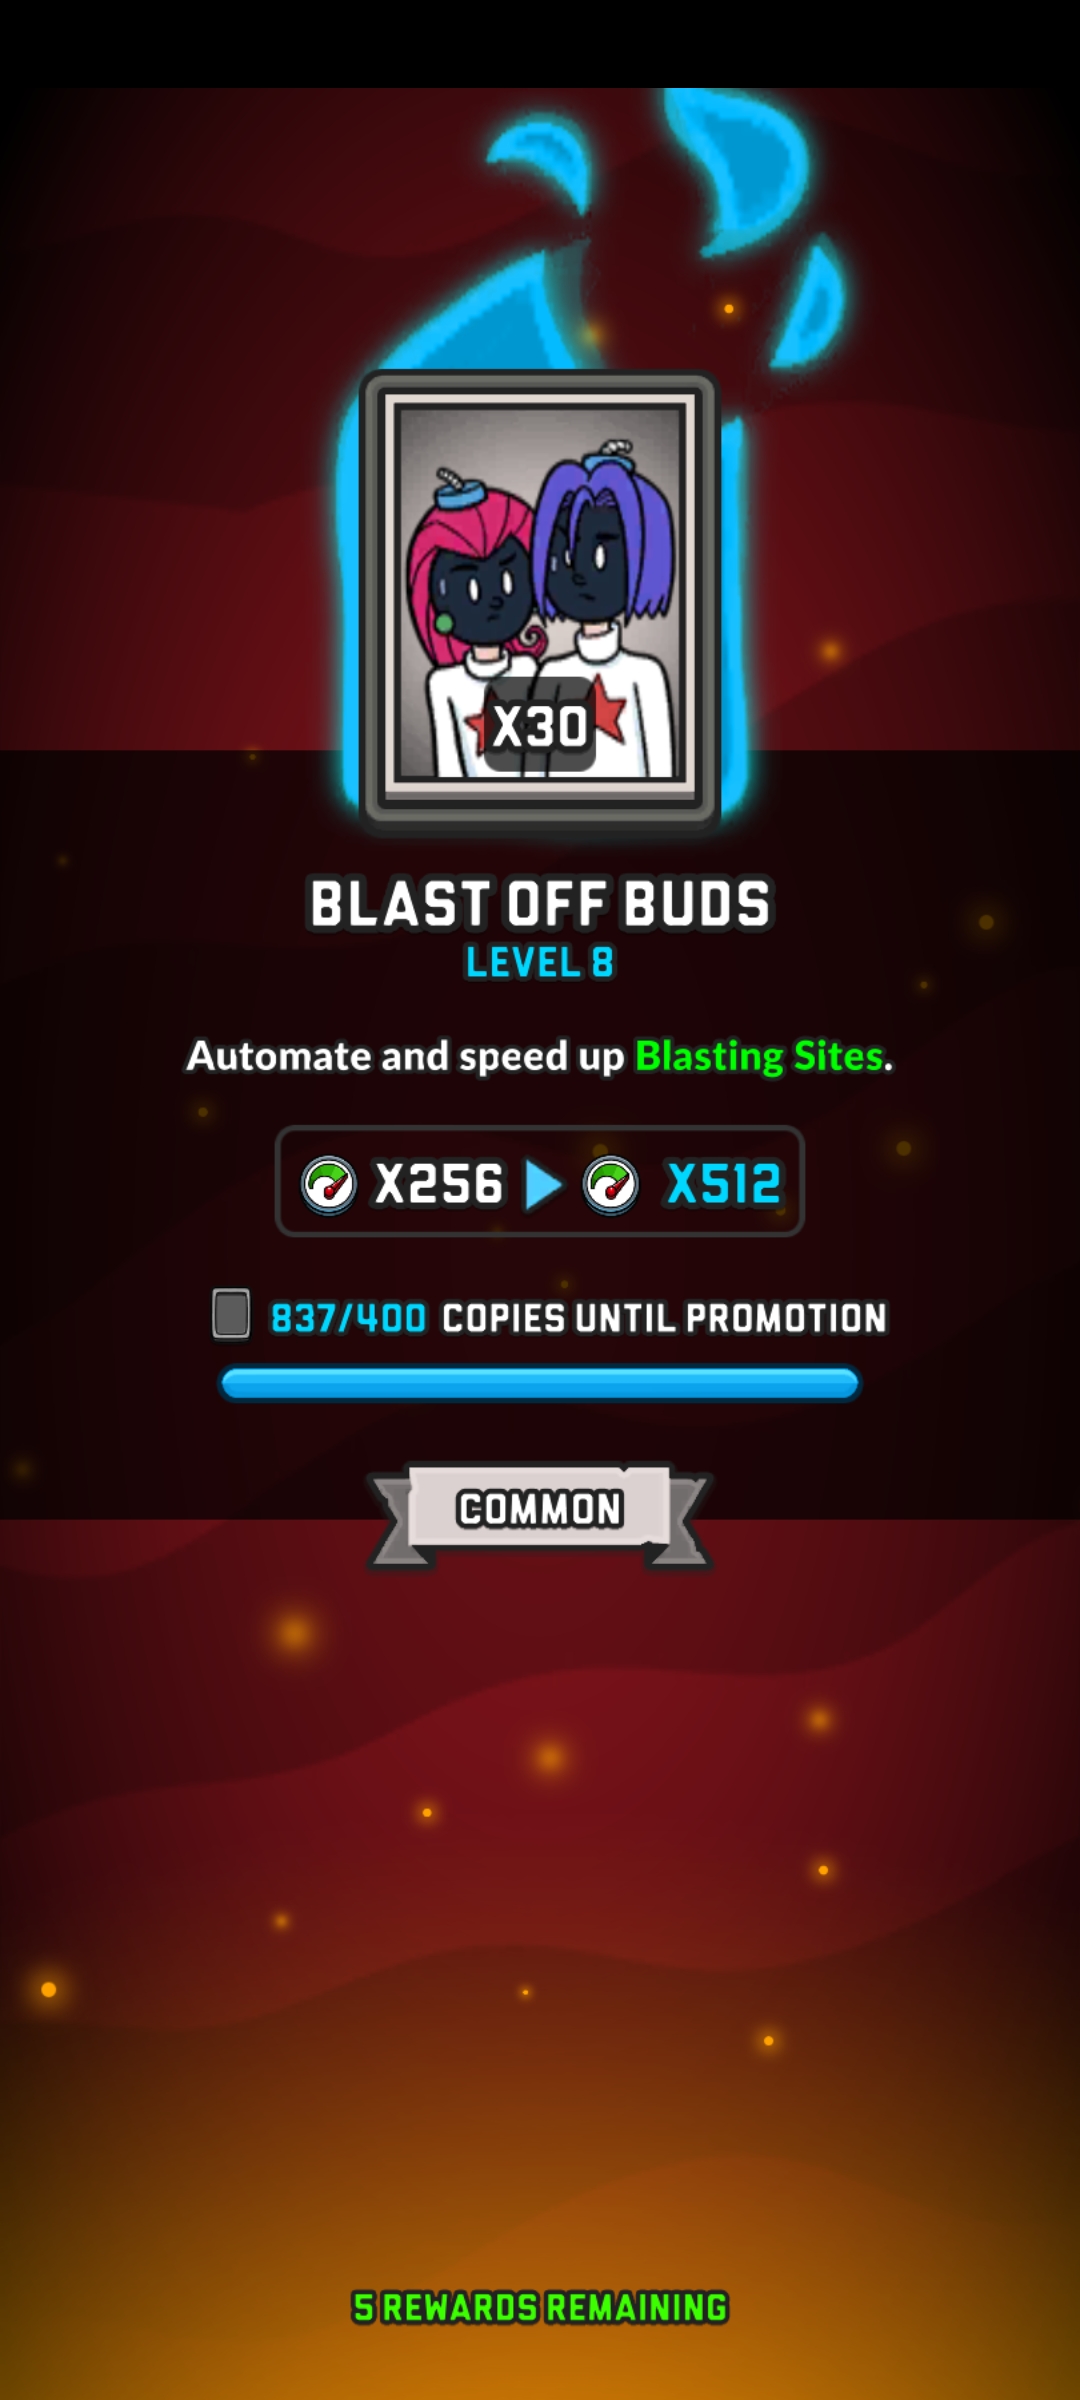 X30
BLAST OFF BUDS
LEVEL 8
Automate and speed up Blasting Sites.
X256 X512
837/400 COPIES UNTIL PROMOTION
COMMON
5 REWARDS REMAINING